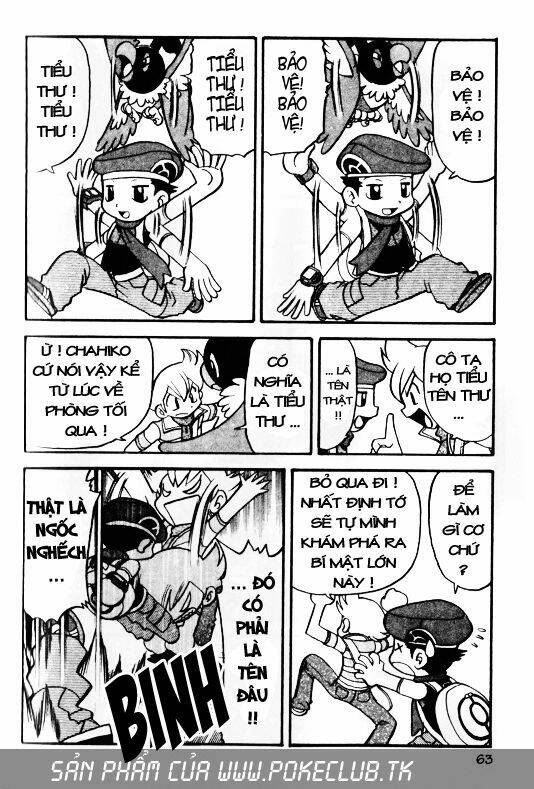 BẢO
VỆ!
BẢO
VỆ!
BẢO
VỆ!
BẢO
VỆ!
TIỂU
THƯ!
TIỂU
THƯ!
TIỂU
THƯ!
TIỂU
THƯ!
CÔ TA
HỌ TIỂU
TÊN THƯ
...
... LÀ
TÊN
THẬT
!!
CÓ
NGHĨA
LÀ TIỂU
THƯ ...
Ừ! CHAHIKO
CỨ NÓI VẬY KỂ
TỪ LÚC VỀ
PHÒNG TỐI
QUA!
ĐỂ
LÀM
GÌ CƠ
CHỨ
?
BỎ QUA ĐI!
NHẤT ĐỊNH TỚ
SẼ TỰ MÌNH
KHÁM PHÁ RA
BÍ MẬT LỚN
NÀY!
... ĐÓ
CÓ
PHẢI
LÀ
TÊN
ĐÂU
!!
THẬT LÀ
NGỐC
NGHẾCH
...
BÌNH
63
SẢN PHẨM CỦA WWW.POKECLUB.TK